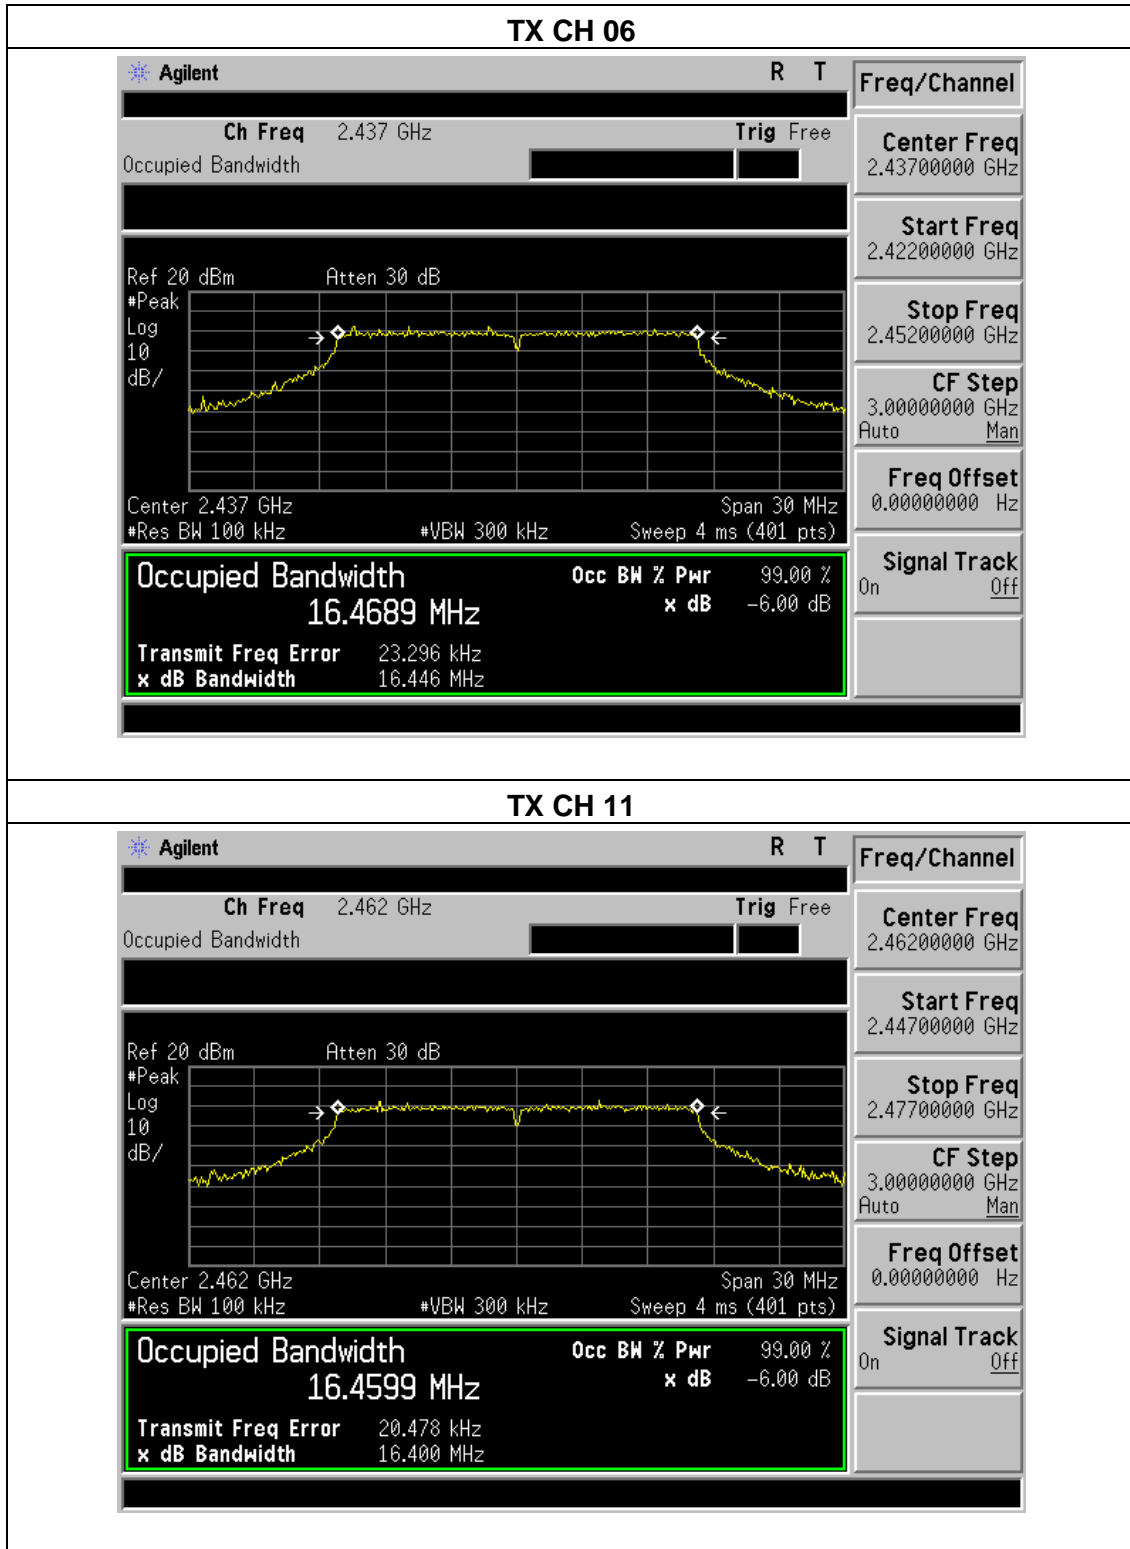 TX CH 06
Agilent R T
Freq/Channel
Ch Freq 2.437 GHz Trig Free
Occupied Bandwidth
Center Freq
2.43700000 GHz
Start Freq
2.42200000 GHz
Stop Freq
2.45200000 GHz
CF Step
3.00000000 GHz
Auto Man
Freq Offset
0.00000000 Hz
Signal Track
On Off
Ref 20 dBm Atten 30 dB
#Peak
Log
10
dB/
Center 2.437 GHz Span 30 MHz
#Res BW 100 kHz #VBW 300 kHz Sweep 4 ms (401 pts)
Occupied Bandwidth Occ BW % Pwr 99.00 %
16.4689 MHz x dB -6.00 dB
Transmit Freq Error 23.296 kHz
x dB Bandwidth 16.446 MHz
TX CH 11
Agilent R T
Freq/Channel
Ch Freq 2.462 GHz Trig Free
Occupied Bandwidth
Center Freq
2.46200000 GHz
Start Freq
2.44700000 GHz
Stop Freq
2.47700000 GHz
CF Step
3.00000000 GHz
Auto Man
Freq Offset
0.00000000 Hz
Signal Track
On Off
Ref 20 dBm Atten 30 dB
#Peak
Log
10
dB/
Center 2.462 GHz Span 30 MHz
#Res BW 100 kHz #VBW 300 kHz Sweep 4 ms (401 pts)
Occupied Bandwidth Occ BW % Pwr 99.00 %
16.4599 MHz x dB -6.00 dB
Transmit Freq Error 20.478 kHz
x dB Bandwidth 16.400 MHz